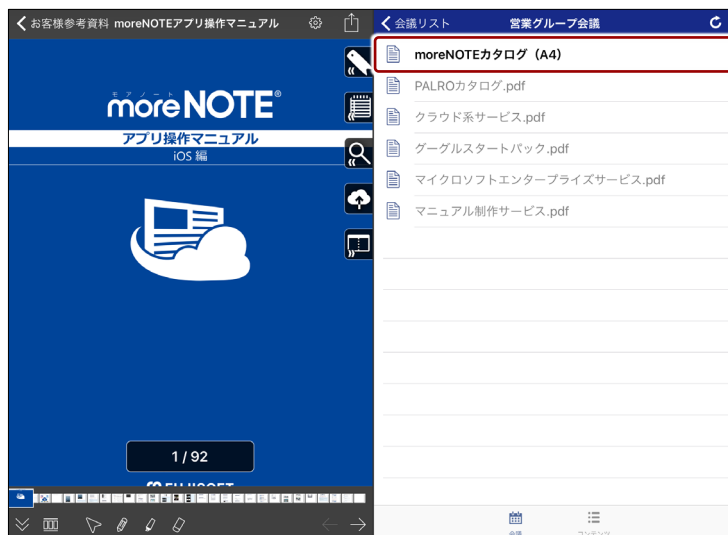 お客様参考資料 moreNOTEアプリ操作マニュアル
モアノート
moreNOTE®
アプリ操作マニュアル
iOS 編
1 / 92
会議リスト
営業グループ会議
moreNOTEカタログ（A4）
PALROカタログ.pdf
クラウド系サービス.pdf
グーグルスタートパック.pdf
マイクロソフトエンタープライズサービス.pdf
マニュアル制作サービス.pdf